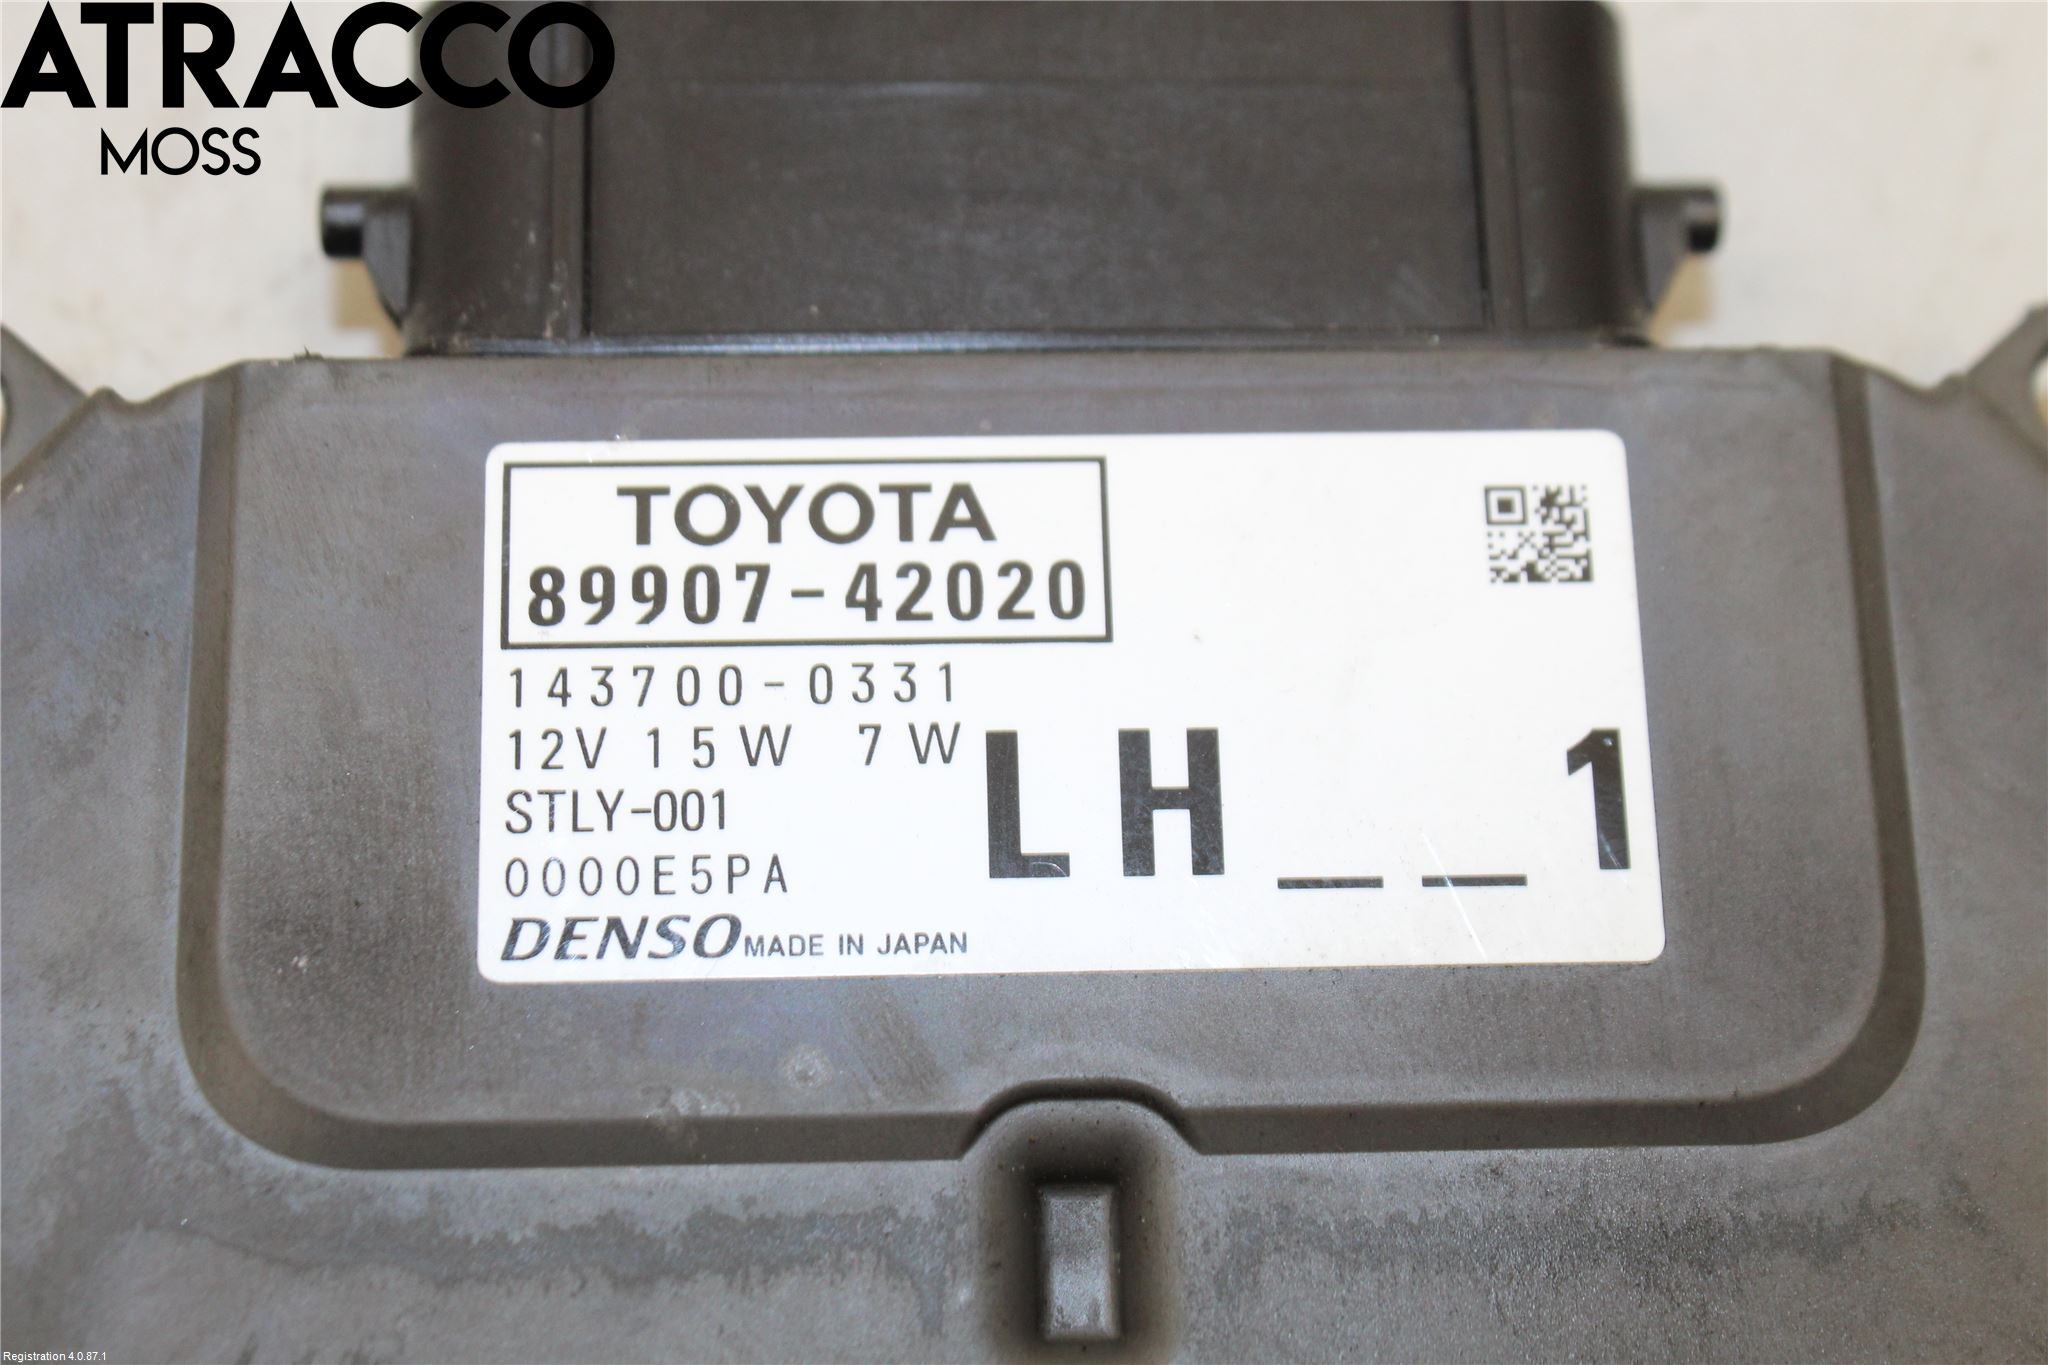 ATRACCO
MOSS
TOYOTA
89907-42020
143700-0331
12V 15W 7W
STLY-001
0000E5PA
LH__1
DENSO MADE IN JAPAN
Registration 4.0.87.1